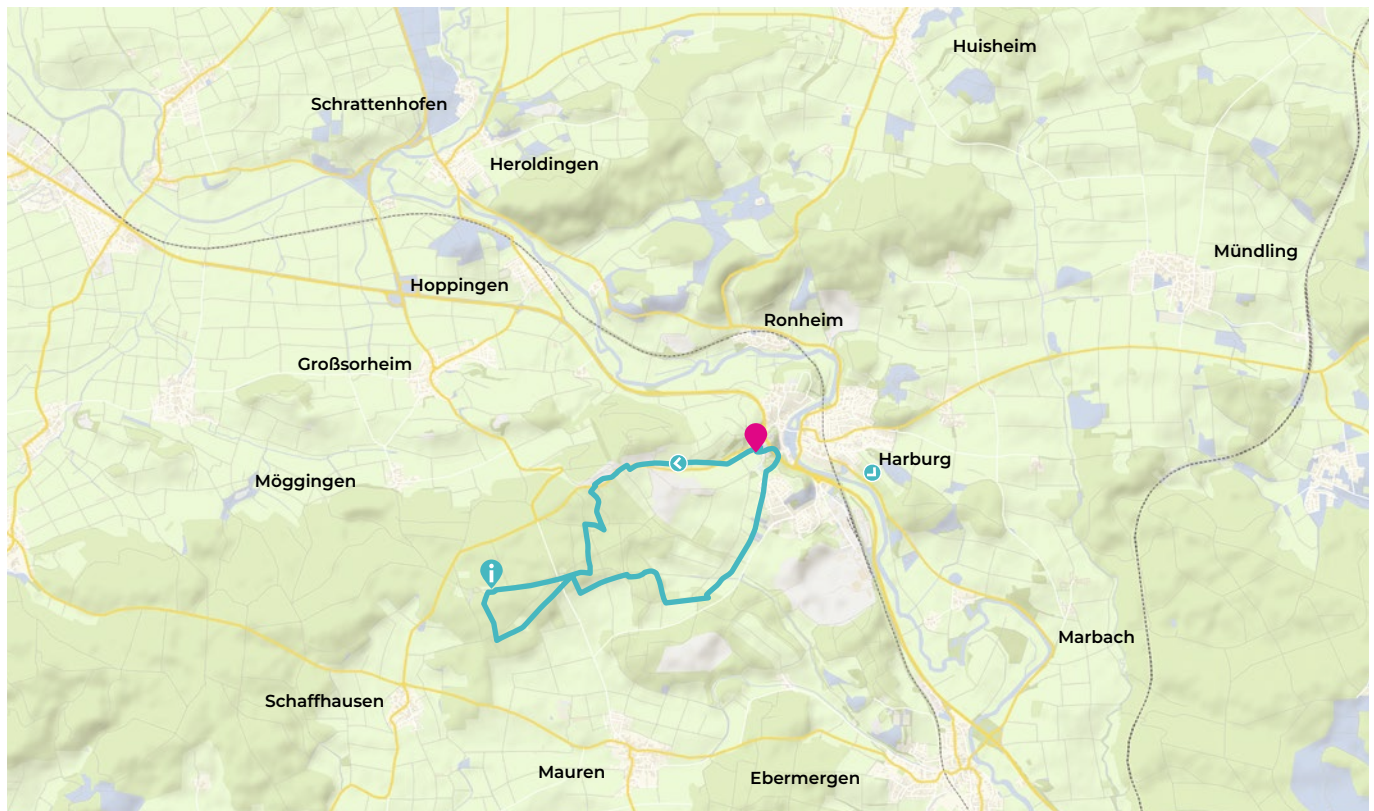 Huisheim
Schrattenhofen
Heroldingen
Mündling
Hoppingen
Ronheim
Großsorheim
Harburg
Möggingen
i
Marbach
Schaffhausen
Mauren
Ebermergen